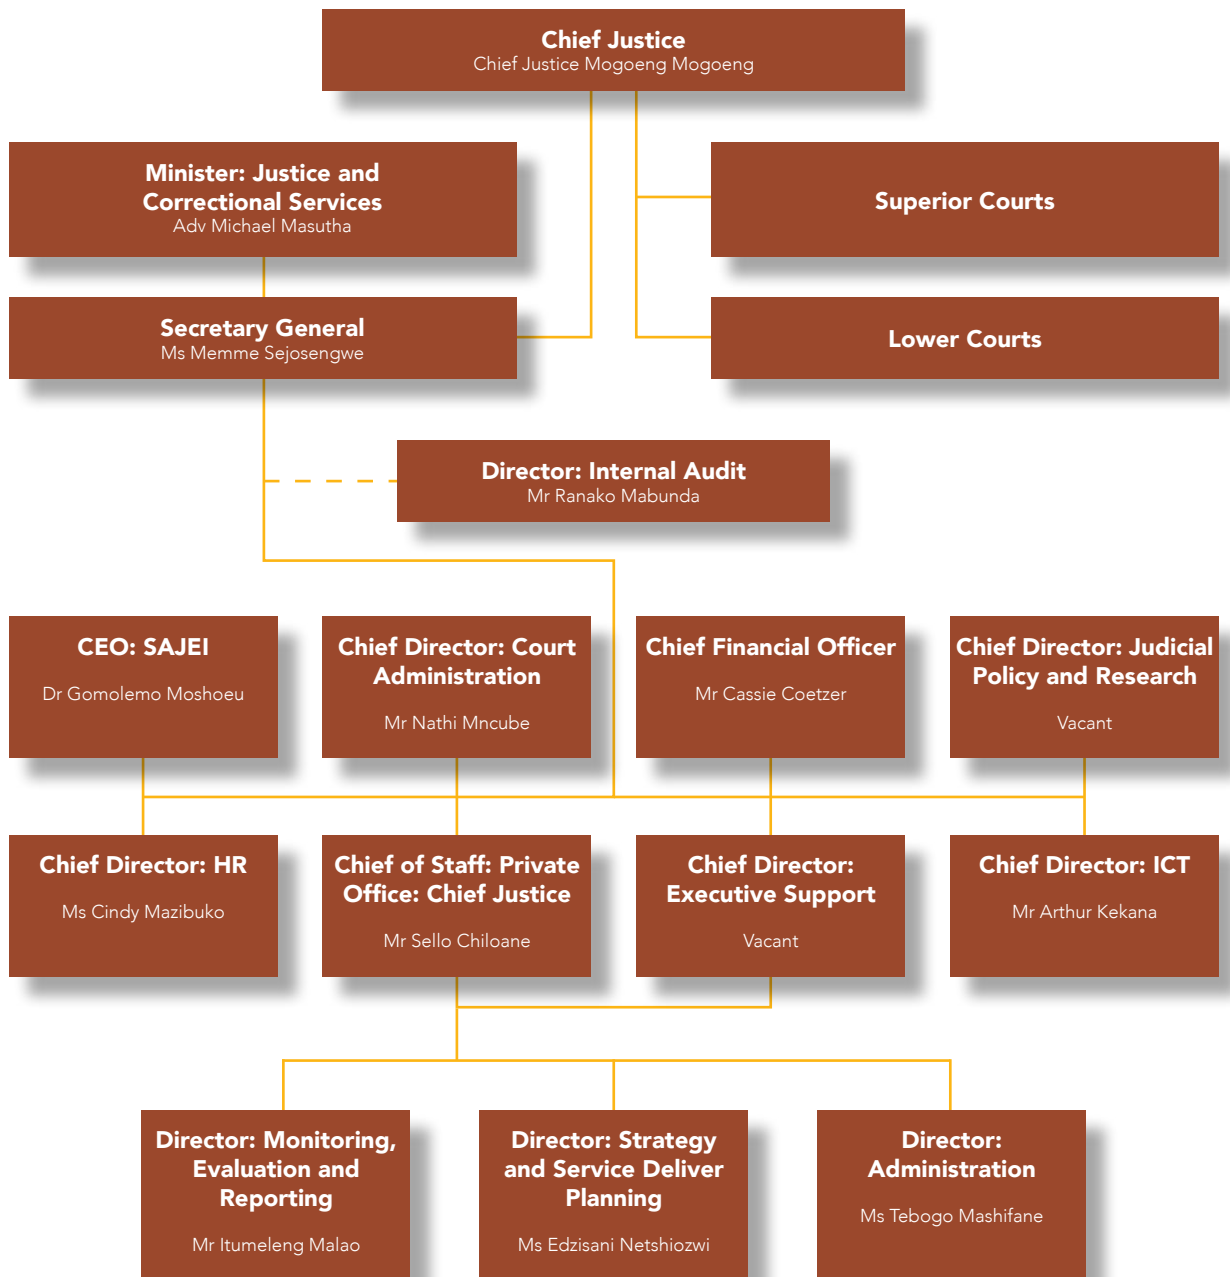 Chief Justice
Chief Justice Mogoeng Mogoeng
Minister: Justice and
Correctional Services
Adv Michael Masutha
Superior Courts
Secretary General
Ms Memme Sejosengwe
Lower Courts
Director: Internal Audit
Mr Ranako Mabunda
CEO: SAJEI
Dr Gomolemo Moshoeu
Chief Director: Court
Administration
Mr Nathi Mncube
Chief Financial Officer
Mr Cassie Coetzer
Chief Director: Judicial
Policy and Research
Vacant
Chief Director: HR
Ms Cindy Mazibuko
Chief of Staff: Private
Office: Chief Justice
Mr Sello Chiloane
Chief Director:
Executive Support
Vacant
Chief Director: ICT
Mr Arthur Kekana
Director: Monitoring,
Evaluation and
Reporting
Mr Itumeleng Malao
Director: Strategy
and Service Deliver
Planning
Ms Edzisani Netshiozwi
Director:
Administration
Ms Tebogo Mashifane